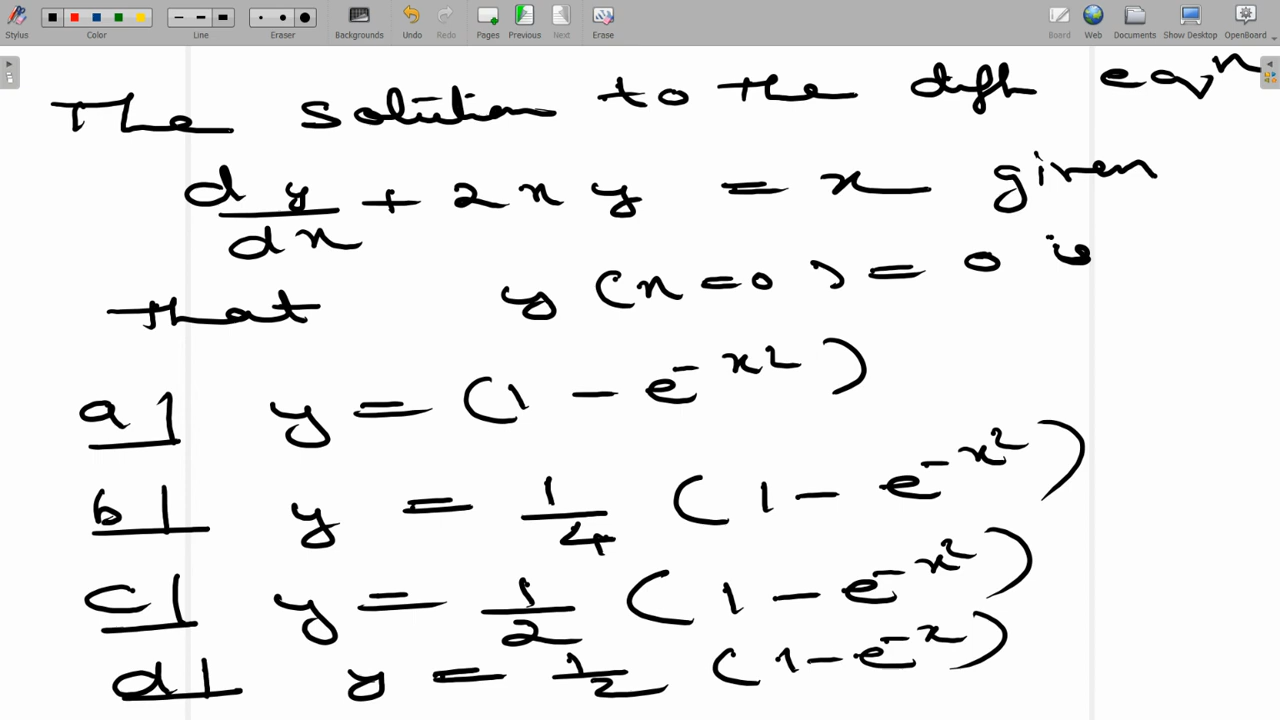 Stylus Color Line Eraser Backgrounds Undo Redo Pages Previous Next Erase Board Web Documents Show Desktop OpenBoard
The solution to the diff eqn
dy/dx + 2xy = x given
that y(x=0) = 0 is
a] y = (1 - e^-x2)
b] y = 1/4 (1 - e^-x2)
c] y = 1/2 (1 - e^-x2)
d] y = 1/2 (1 - e^-x)